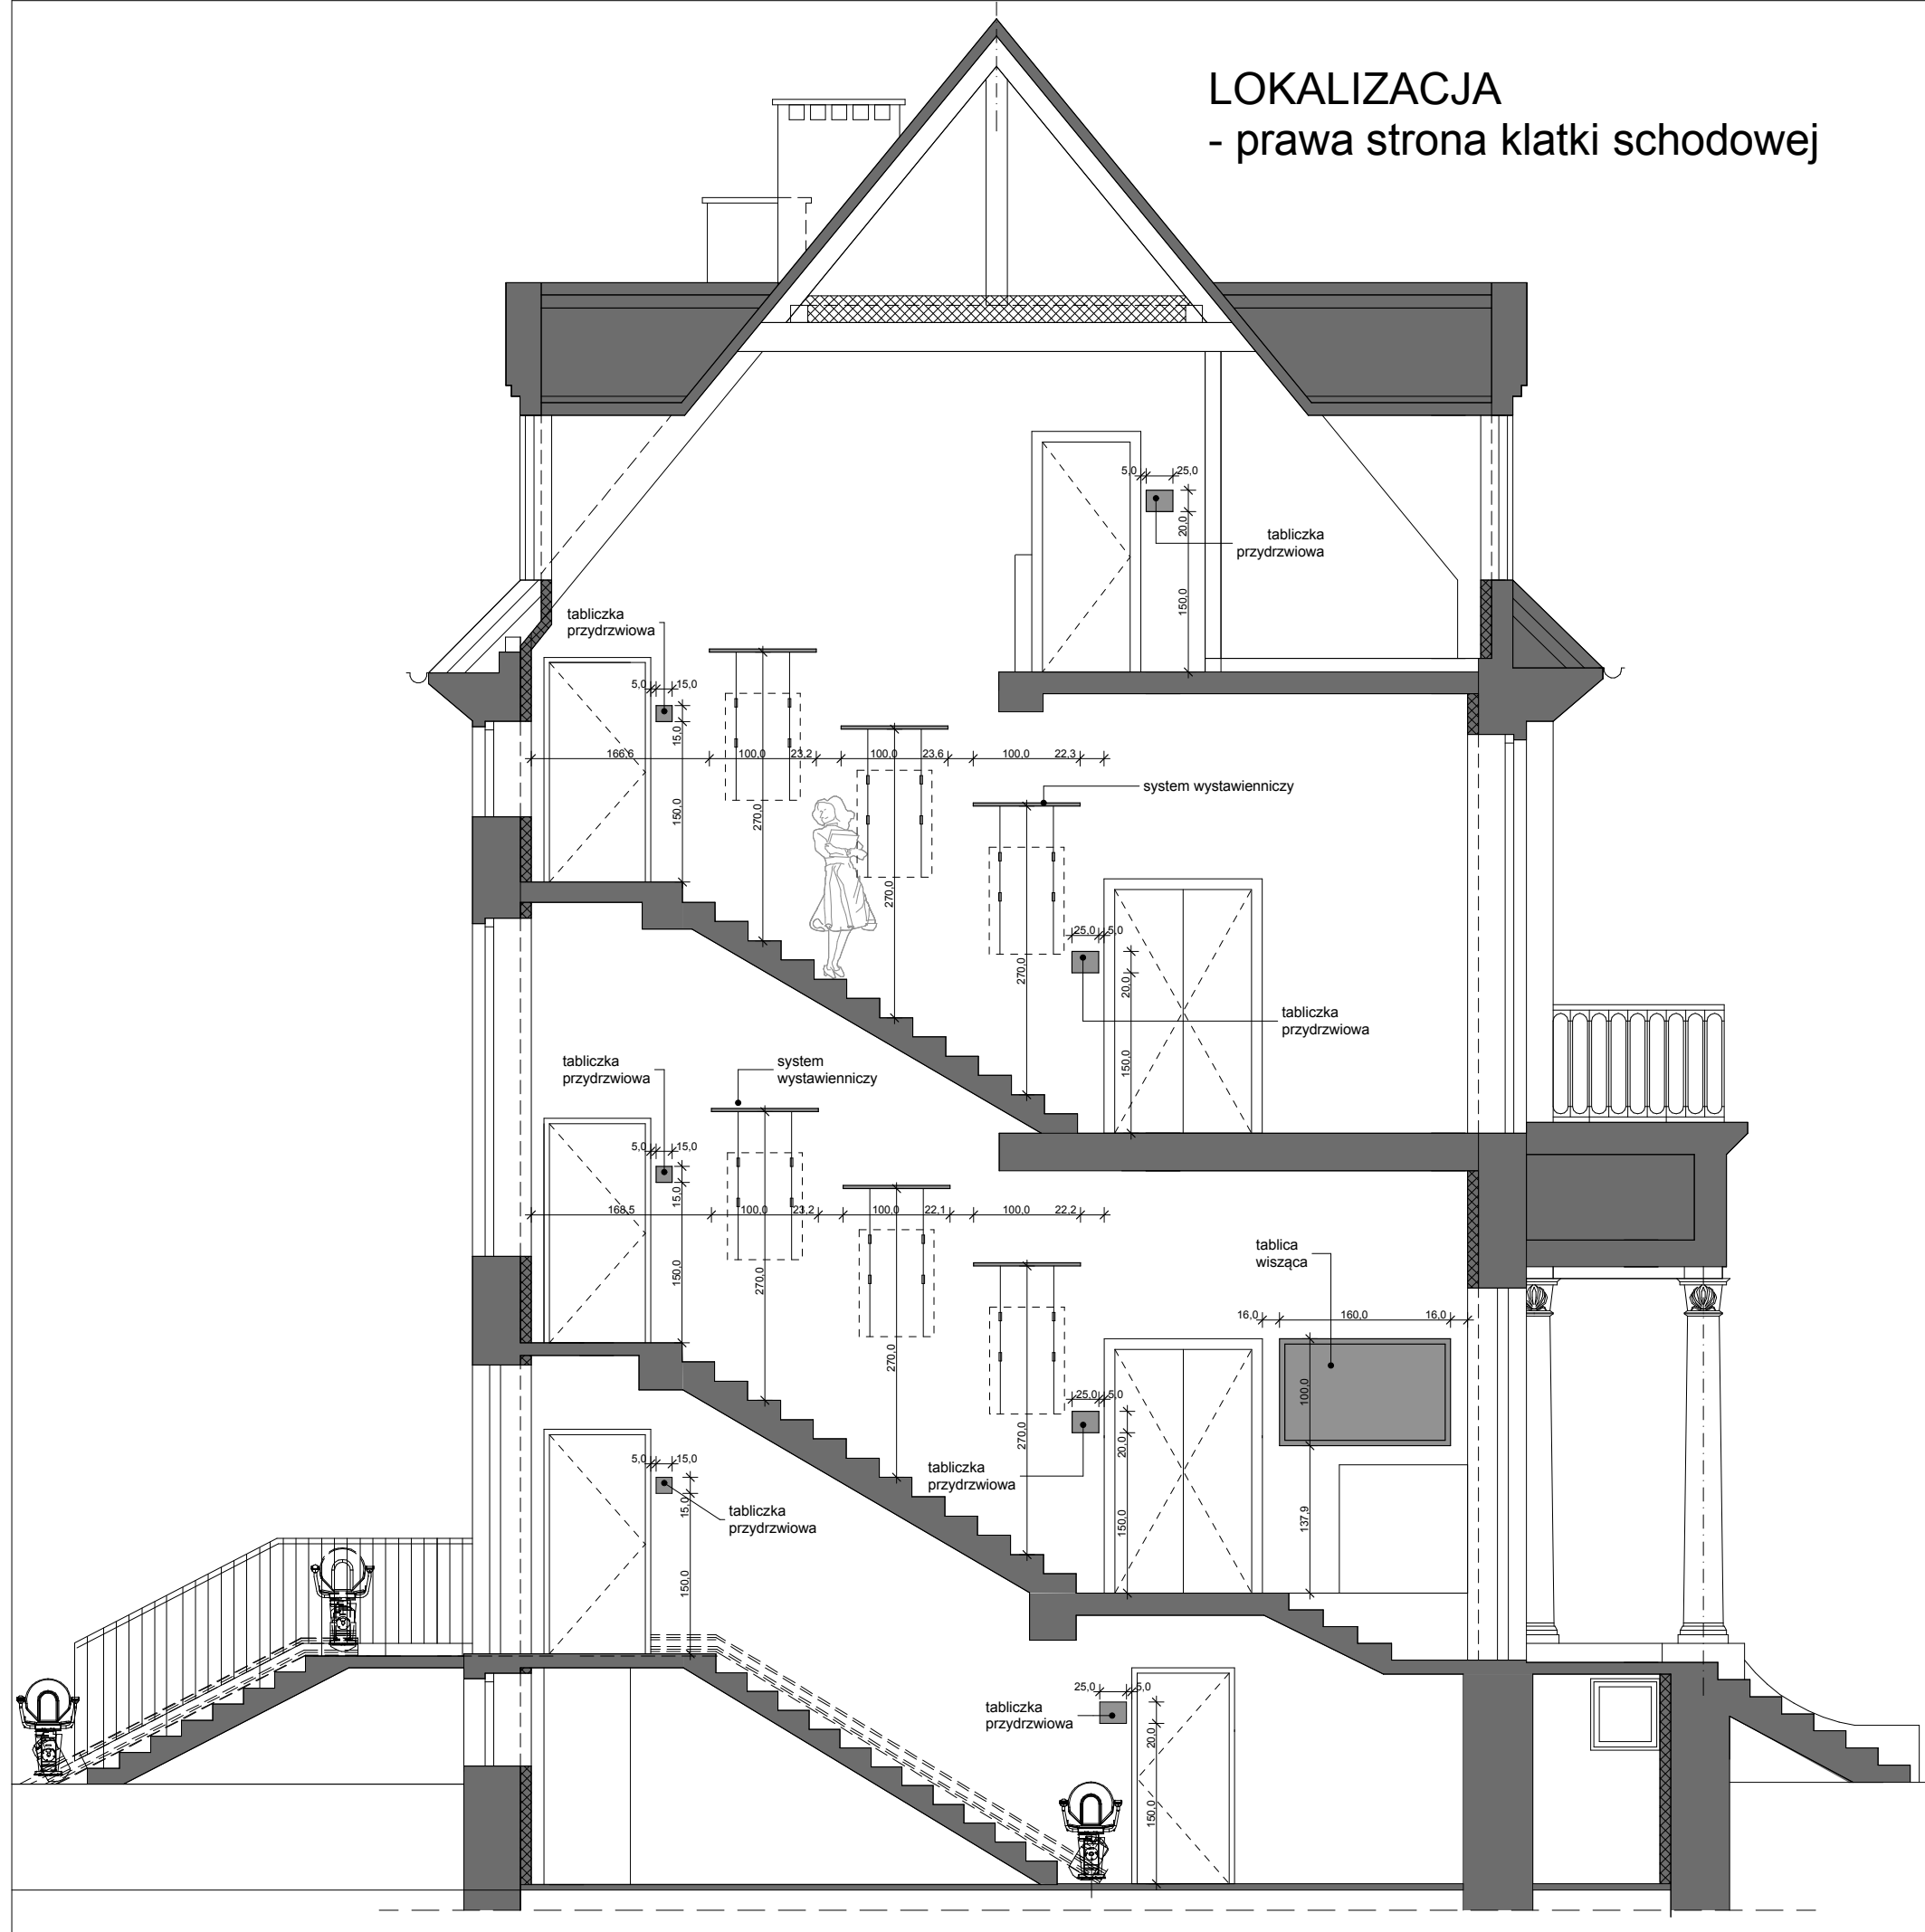 LOKALIZACJA
- prawa strona klatki schodowej
5,0
25,0
20,0
150,0
tabliczka
przydrzwiowa
tabliczka
przydrzwiowa
5,0
15,0
15,0
150,0
166,6
100,0
23,2
100,0
23,6
100,0
22,3
270,0
270,0
270,0
system wystawienniczy
25,0
5,0
20,0
150,0
tabliczka
przydrzwiowa
tabliczka
przydrzwiowa
system
wystawienniczy
5,0
15,0
15,0
150,0
168,5
100,0
23,2
100,0
22,1
100,0
22,2
270,0
270,0
270,0
tablica
wisząca
16,0
160,0
16,0
100,0
137,9
25,0
5,0
20,0
150,0
tabliczka
przydrzwiowa
5,0
15,0
15,0
150,0
tabliczka
przydrzwiowa
25,0
5,0
20,0
150,0
tabliczka
przydrzwiowa